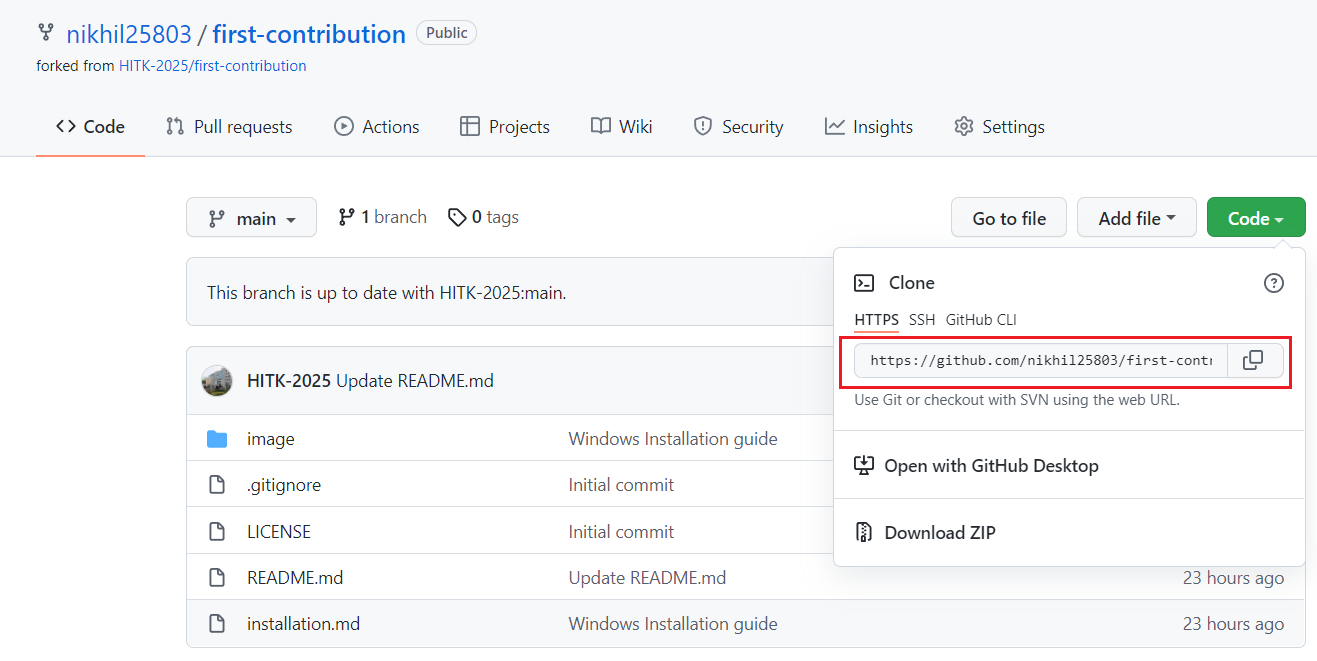 nikhil25803 / first-contribution Public
forked from HITK-2025/first-contribution
Code Pull requests Actions Projects Wiki Security Insights Settings
main 1 branch 0 tags Go to file Add file Code
This branch is up to date with HITK-2025:main.
Clone
HTTPS SSH GitHub CLI
https://github.com/nikhil25803/first-contr
Use Git or checkout with SVN using the web URL.
Open with GitHub Desktop
Download ZIP
HITK-2025 Update README.md
image Windows Installation guide
.gitignore Initial commit
LICENSE Initial commit
README.md Update README.md 23 hours ago
installation.md Windows Installation guide 23 hours ago